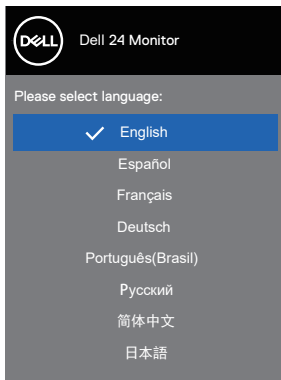 DELL Dell 24 Monitor
Please select language:
English
Español
Français
Deutsch
Português(Brasil)
Русский
简体中文
日本語